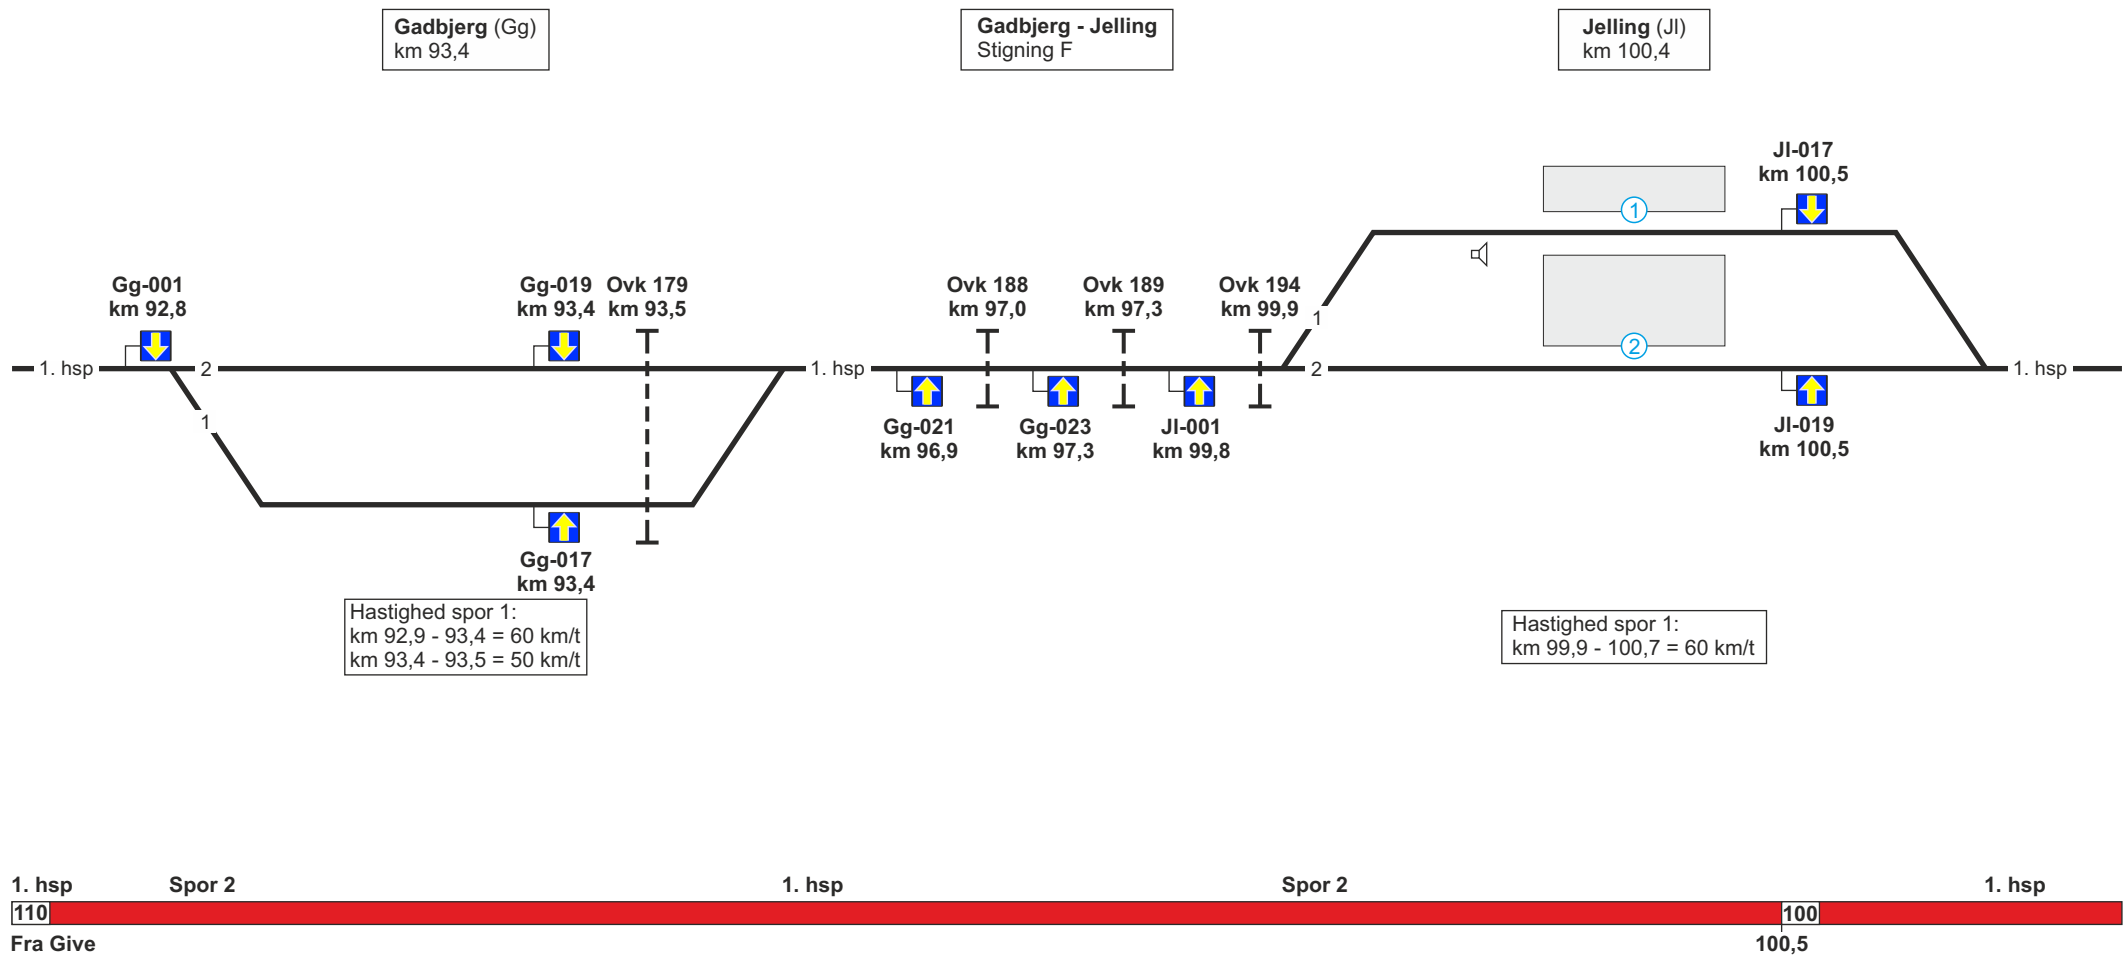 Gadbjerg (Gg)
km 93,4
Gadbjerg - Jelling
Stigning F
Jelling (Jl)
km 100,4
Jl-017
km 100,5
1
Gg-001
km 92,8
Gg-019
km 93,4
Ovk 179
km 93,5
Ovk 188
km 97,0
Ovk 189
km 97,3
Ovk 194
km 99,9
1
2
1. hsp
2
1. hsp
2
1. hsp
1
Gg-021
km 96,9
Gg-023
km 97,3
Jl-001
km 99,8
Jl-019
km 100,5
Gg-017
km 93,4
Hastighed spor 1:
km 92,9 - 93,4 = 60 km/t
km 93,4 - 93,5 = 50 km/t
Hastighed spor 1:
km 99,9 - 100,7 = 60 km/t
1. hsp
Spor 2
1. hsp
Spor 2
1. hsp
110
100
Fra Give
100,5